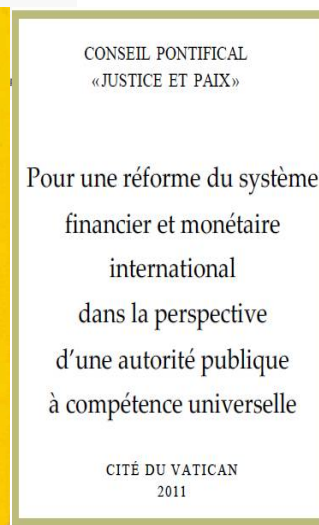 CONSEIL PONTIFICAL
«JUSTICE ET PAIX»
Pour une réforme du système
financier et monétaire
international
dans la perspective
d’une autorité publique
à compétence universelle
CITÉ DU VATICAN
2011